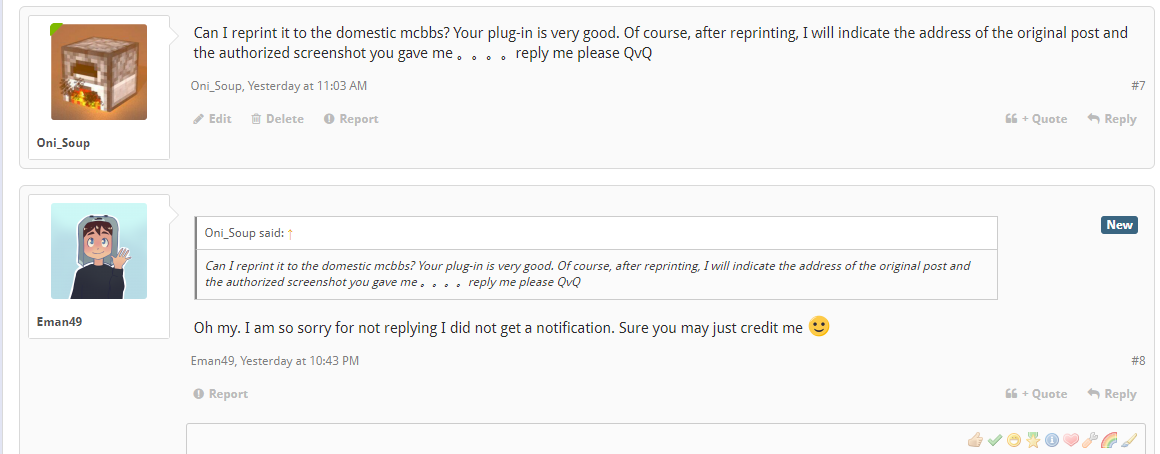 Can I reprint it to the domestic mcbbs? Your plug-in is very good. Of course, after reprinting, I will indicate the address of the original post and
the authorized screenshot you gave me 。。。。 reply me please QvQ
Oni_Soup, Yesterday at 11:03 AM #7
Edit Delete Report + Quote Reply
Oni_Soup
New
Oni_Soup said: ↑
Can I reprint it to the domestic mcbbs? Your plug-in is very good. Of course, after reprinting, I will indicate the address of the original post and
the authorized screenshot you gave me 。。。。 reply me please QvQ
Eman49
Oh my. I am so sorry for not replying I did not get a notification. Sure you may just credit me 🙂
Eman49, Yesterday at 10:43 PM #8
Report + Quote Reply